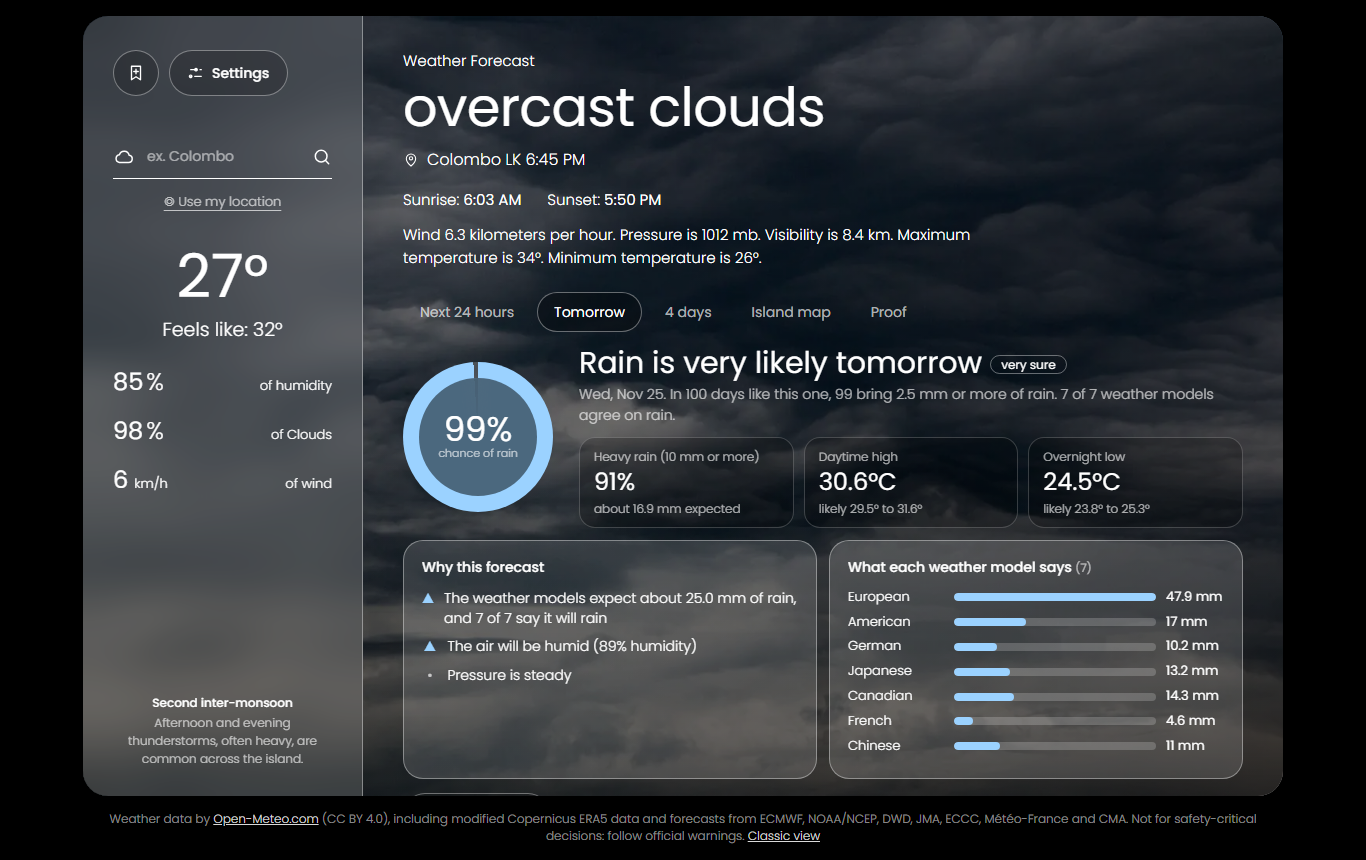 Settings
ex. Colombo
Use my location
27°
Feels like: 32°
85 % of humidity
98 % of Clouds
6 km/h of wind
Second inter-monsoon
Afternoon and evening
thunderstorms, often heavy, are
common across the island.
Weather Forecast
overcast clouds
Colombo LK 6:45 PM
Sunrise: 6:03 AM Sunset: 5:50 PM
Wind 6.3 kilometers per hour. Pressure is 1012 mb. Visibility is 8.4 km. Maximum
temperature is 34°. Minimum temperature is 26°.
Next 24 hours Tomorrow 4 days Island map Proof
99%
chance of rain
Rain is very likely tomorrow very sure
Wed, Nov 25. In 100 days like this one, 99 bring 2.5 mm or more of rain. 7 of 7 weather models
agree on rain.
Heavy rain (10 mm or more)
91%
about 16.9 mm expected
Daytime high
30.6°C
likely 29.5° to 31.6°
Overnight low
24.5°C
likely 23.8° to 25.3°
Why this forecast
▲ The weather models expect about 25.0 mm of rain,
and 7 of 7 say it will rain
▲ The air will be humid (89% humidity)
• Pressure is steady
What each weather model says (7)
European 47.9 mm
American 17 mm
German 10.2 mm
Japanese 13.2 mm
Canadian 14.3 mm
French 4.6 mm
Chinese 11 mm
Weather data by Open-Meteo.com (CC BY 4.0), including modified Copernicus ERA5 data and forecasts from ECMWF, NOAA/NCEP, DWD, JMA, ECCC, Météo-France and CMA. Not for safety-critical
decisions: follow official warnings. Classic view